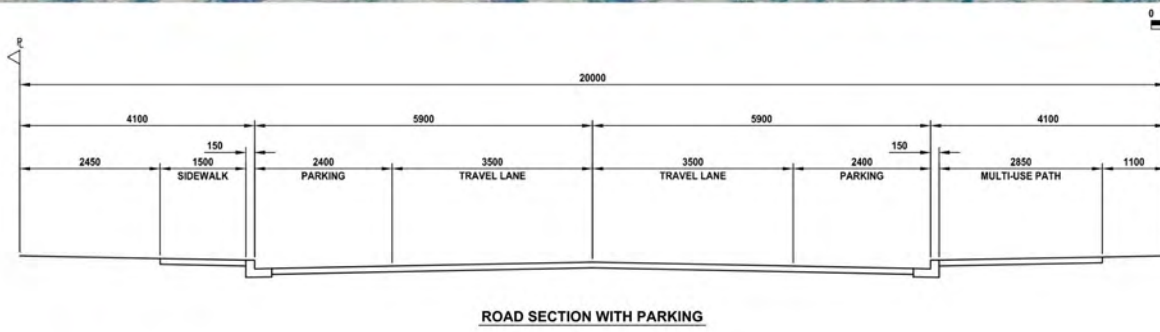 0
PL
20000
4100 5900 5900 4100
150 150
2450 1500 2400 3500 3500 2400 2850 1100
SIDEWALK PARKING TRAVEL LANE TRAVEL LANE PARKING MULTI-USE PATH
ROAD SECTION WITH PARKING